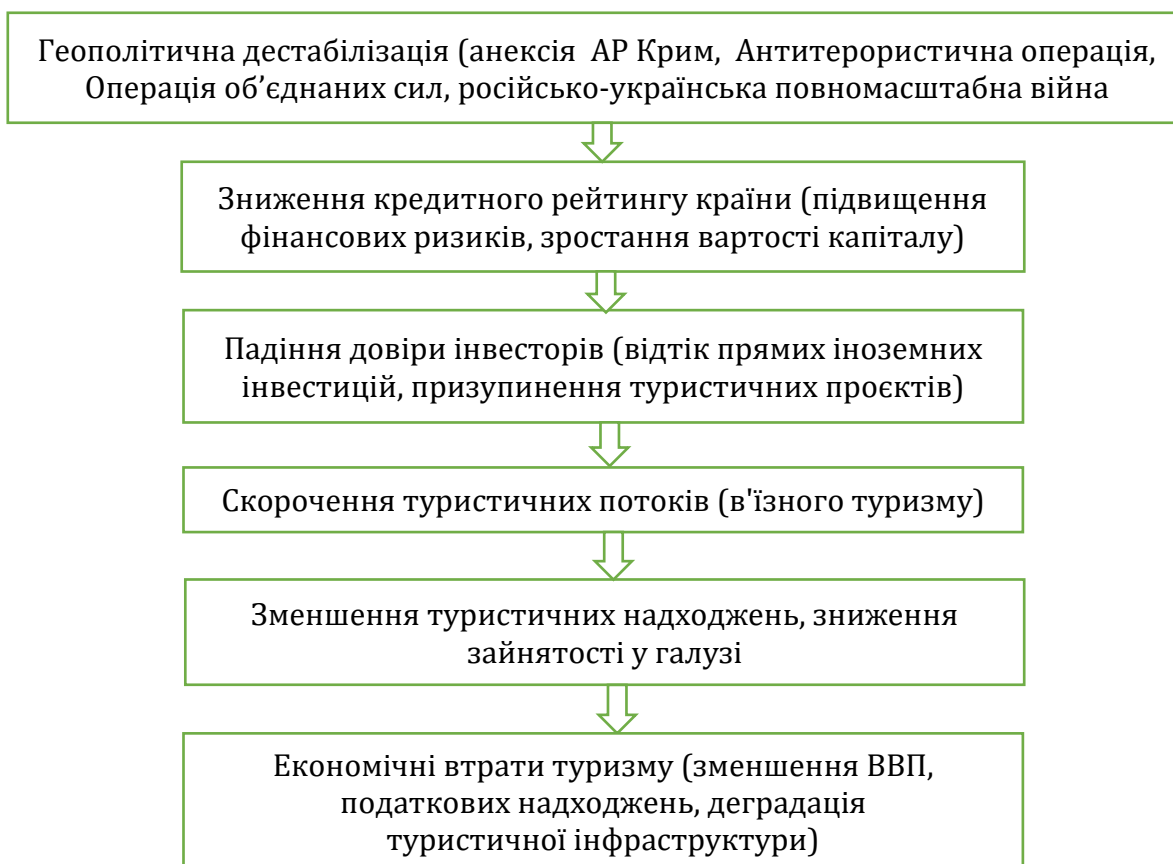 Геополітична дестабілізація (анексія АР Крим, Антитерористична операція,
Операція об’єднаних сил, російсько-українська повномасштабна війна
Зниження кредитного рейтингу країни (підвищення
фінансових ризиків, зростання вартості капіталу)
Падіння довіри інвесторів (відтік прямих іноземних
інвестицій, призупинення туристичних проєктів)
Скорочення туристичних потоків (в'їзного туризму)
Зменшення туристичних надходжень, зниження
зайнятості у галузі
Економічні втрати туризму (зменшення ВВП,
податкових надходжень, деградація
туристичної інфраструктури)